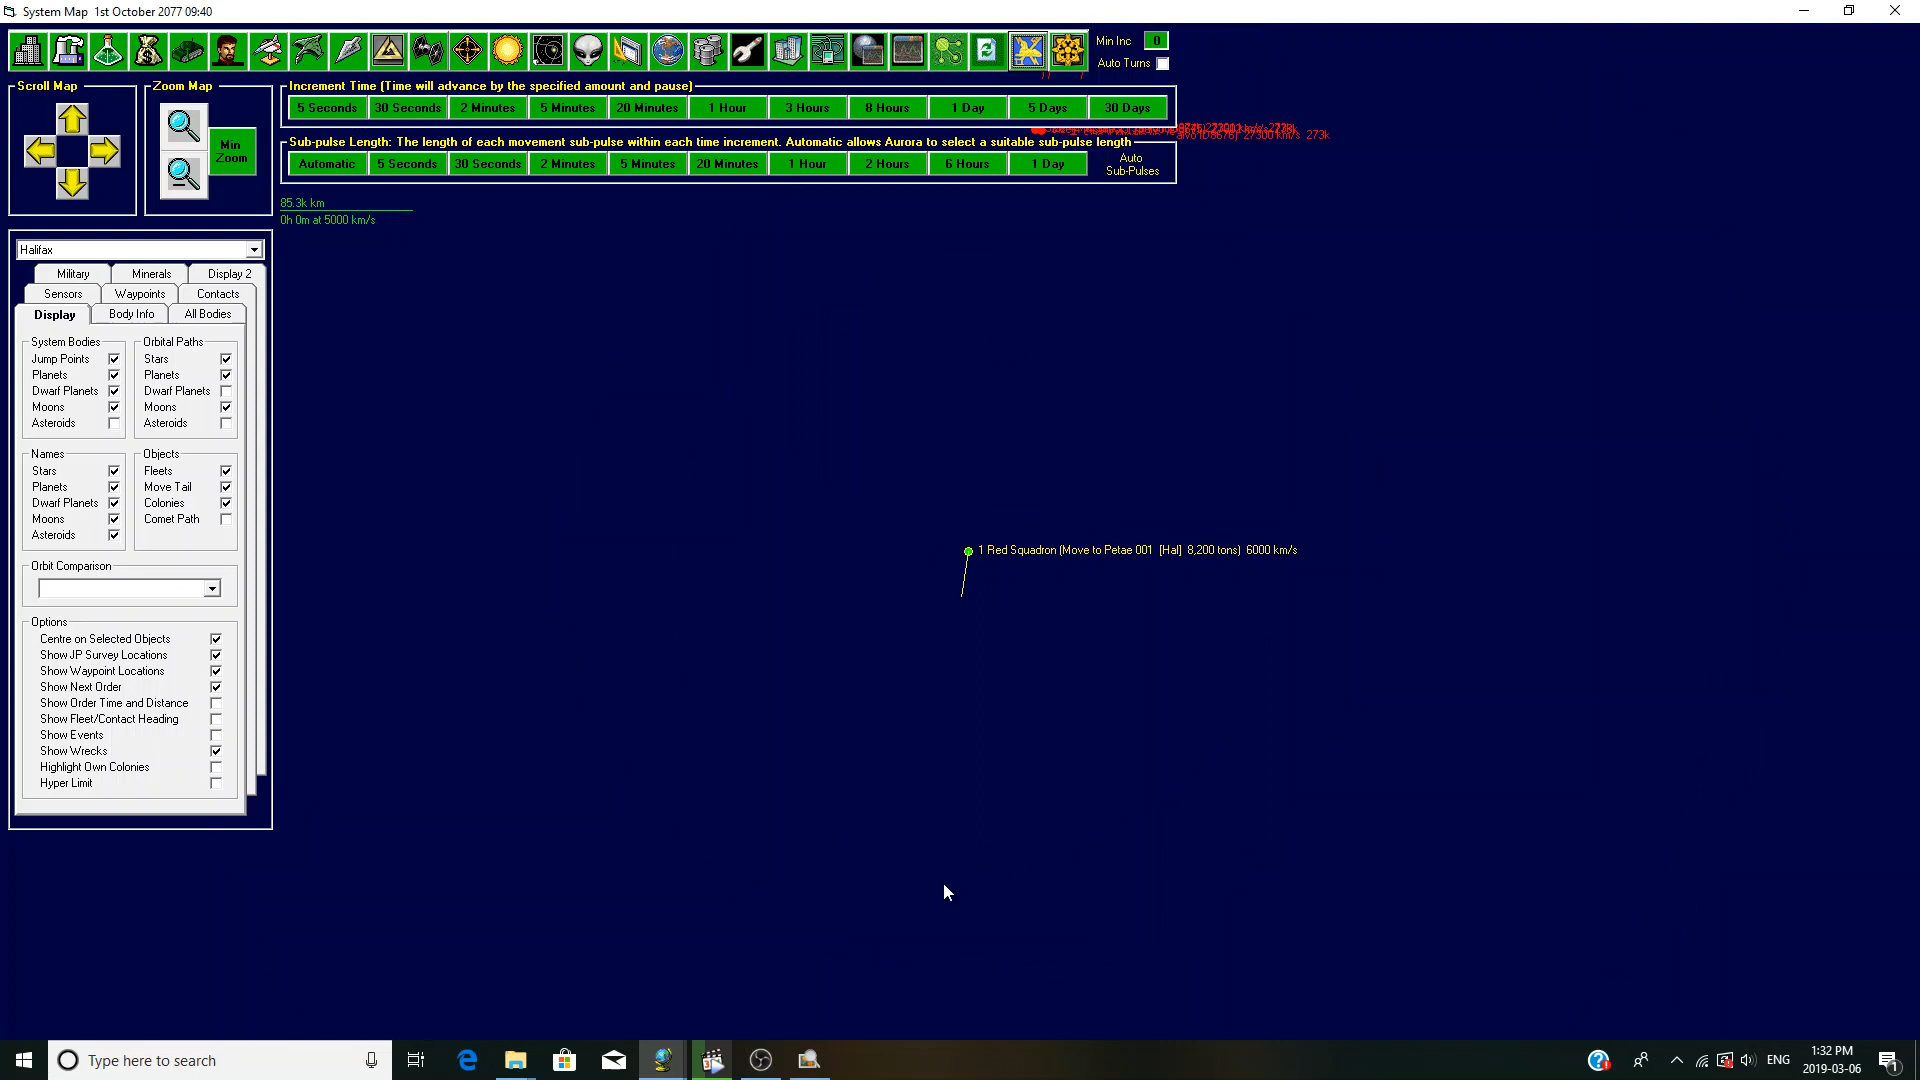 System Map 1st October 2077 09:40
Min Inc 0
Auto Turns
Scroll Map
Zoom Map
Min Zoom
Increment Time (Time will advance by the specified amount and pause)
5 Seconds 30 Seconds 2 Minutes 5 Minutes 20 Minutes 1 Hour 3 Hours 8 Hours 1 Day 5 Days 30 Days
27300 km/s 273k
Sub-pulse Length: The length of each movement sub-pulse within each time increment. Automatic allows Aurora to select a suitable sub-pulse length
Automatic 5 Seconds 30 Seconds 2 Minutes 5 Minutes 20 Minutes 1 Hour 2 Hours 6 Hours 1 Day
Auto Sub-Pulses
85.3k km
0h 0m at 5000 km/s
Halifax
Military Minerals Display 2
Sensors Waypoints Contacts
Display Body Info All Bodies
System Bodies
Jump Points
Planets
Dwarf Planets
Moons
Asteroids
Orbital Paths
Stars
Planets
Dwarf Planets
Moons
Asteroids
Names
Stars
Planets
Dwarf Planets
Moons
Asteroids
Objects
Fleets
Move Tail
Colonies
Comet Path
Orbit Comparison
Options
Centre on Selected Objects
Show JP Survey Locations
Show Waypoint Locations
Show Next Order
Show Order Time and Distance
Show Fleet/Contact Heading
Show Events
Show Wrecks
Highlight Own Colonies
Hyper Limit
1 Red Squadron (Move to Petae 001 [Hal] 8,200 tons) 6000 km/s
Type here to search
ENG
1:32 PM
2019-03-06